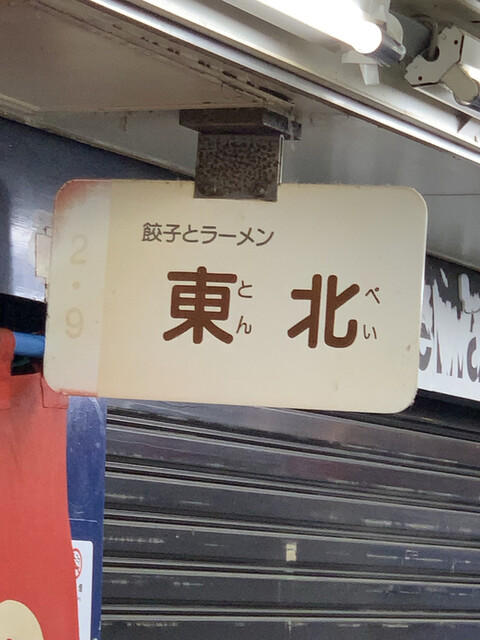 2・9
餃子とラーメン
東 北
とん ぺい